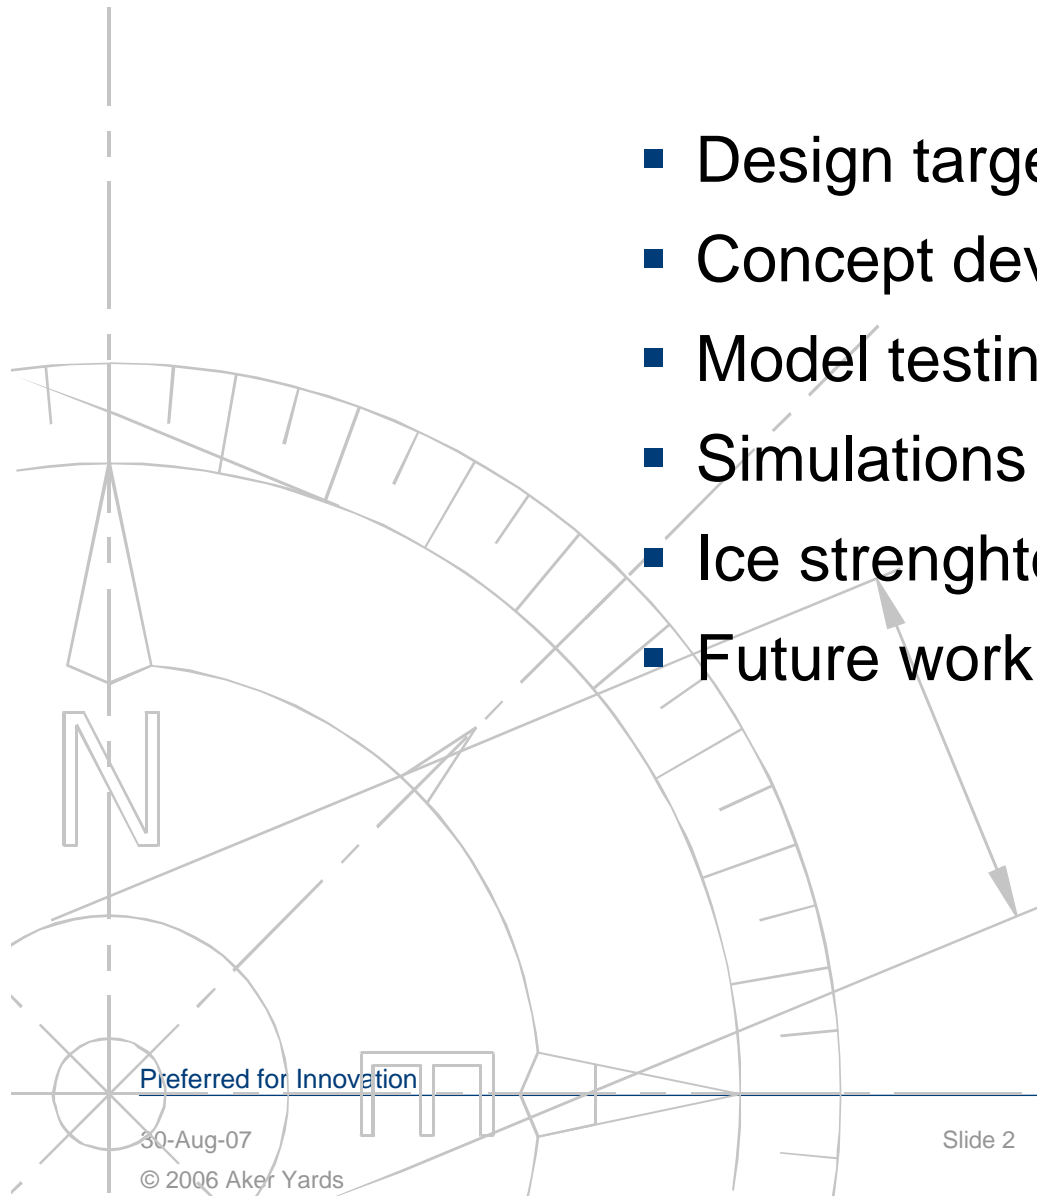 Design targe
Concept dev
Model testin
Simulations
Ice strenghte
Future work
N
E
Preferred for Innovation
30-Aug-07 Slide 2
© 2006 Aker Yards